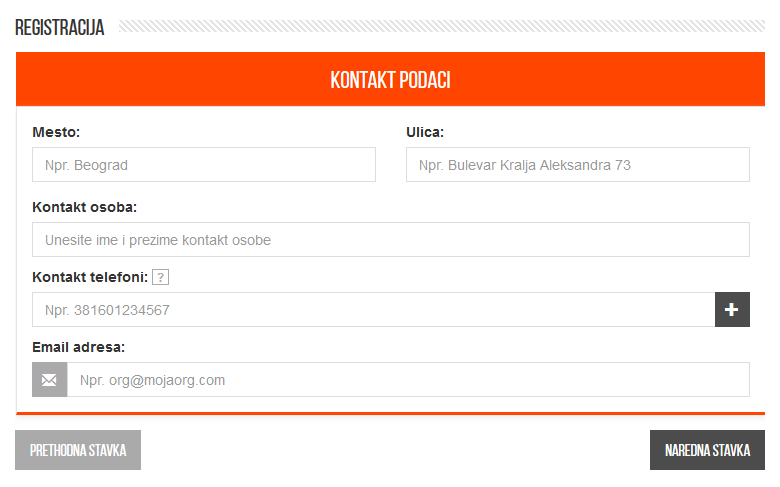 REGISTRACIJA
KONTAKT PODACI
Mesto: Ulica:
Npr. Beograd Npr. Bulevar Kralja Aleksandra 73
Kontakt osoba:
Unesite ime i prezime kontakt osobe
Kontakt telefoni: ?
Npr. 381601234567
Email adresa:
Npr. org@mojaorg.com
PRETHODNA STAVKA NAREDNA STAVKA